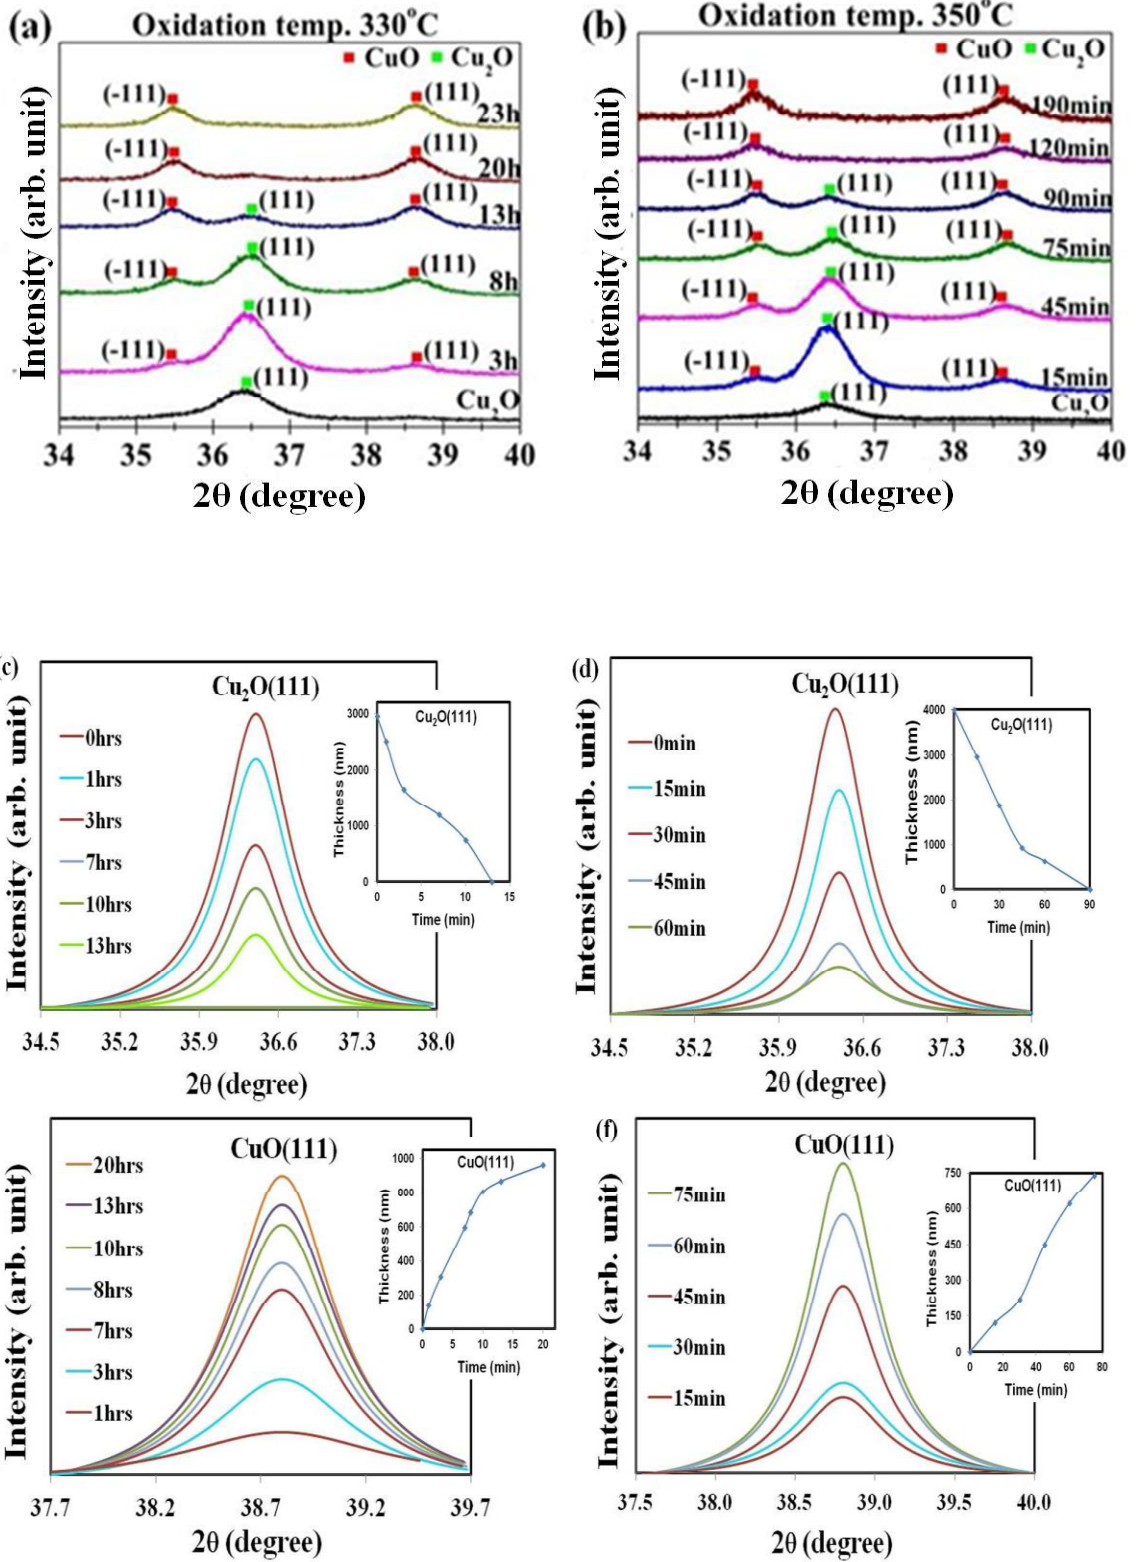 (a)
Oxidation temp. 330°C
CuO Cu₂O
Intensity (arb. unit)
(-111) (111) 23h
(-111) (111) 20h
(-111) (111) (111) 13h
(-111) (111) (111) 8h
(-111) (111) (111) 3h
(111) Cu₂O
34 35 36 37 38 39 40
2θ (degree)
(b)
Oxidation temp. 350°C
CuO Cu₂O
Intensity (arb. unit)
(-111) (111) 190min
(-111) (111) 120min
(-111) (111) (111) 90min
(-111) (111) (111) 75min
(-111) (111) (111) 45min
(-111) (111) (111) 15min
(111) Cu₂O
34 35 36 37 38 39 40
2θ (degree)
c)
Cu₂O(111)
Intensity (arb. unit)
0hrs
1hrs
3hrs
7hrs
10hrs
13hrs
34.5 35.2 35.9 36.6 37.3 38.0
2θ (degree)
Cu₂O(111)
Thickness (nm)
3000
2000
1000
0
0 5 10 15
Time (min)
(d)
Cu₂O(111)
Intensity (arb. unit)
0min
15min
30min
45min
60min
34.5 35.2 35.9 36.6 37.3 38.0
2θ (degree)
Cu₂O(111)
Thickness (nm)
4000
3000
2000
1000
0
0 30 60 90
Time (min)
CuO(111)
Intensity (arb. unit)
20hrs
13hrs
10hrs
8hrs
7hrs
3hrs
1hrs
37.7 38.2 38.7 39.2 39.7
2θ (degree)
CuO(111)
Thickness (nm)
1000
800
600
400
200
0
0 5 10 15 20
Time (min)
(f)
CuO(111)
Intensity (arb. unit)
75min
60min
45min
30min
15min
37.5 38.0 38.5 39.0 39.5 40.0
2θ (degree)
CuO(111)
Thickness (nm)
750
600
450
300
150
0
0 20 40 60 80
Time (min)